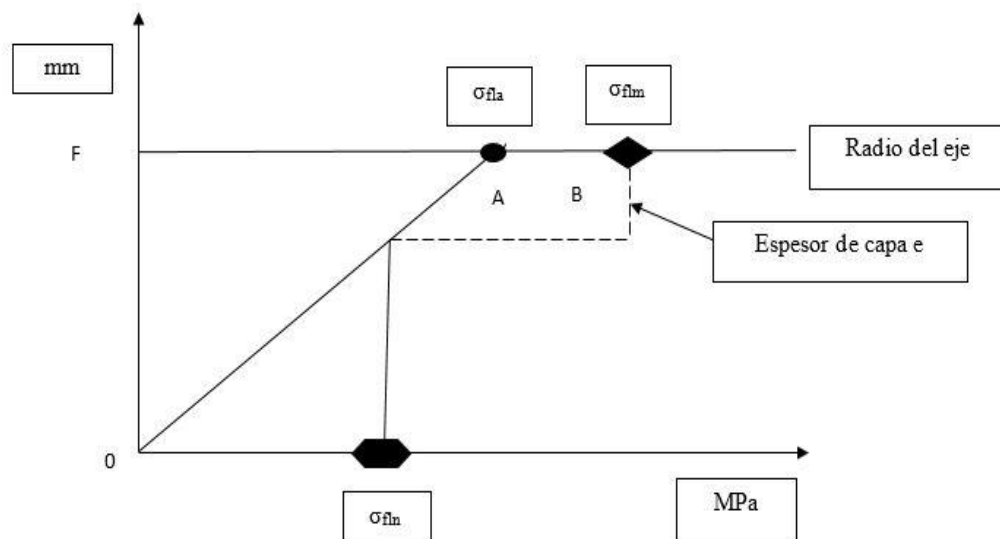 mm
σfla
σflm
F
Radio del eje
A
B
Espesor de capa e
0
σfln
MPa